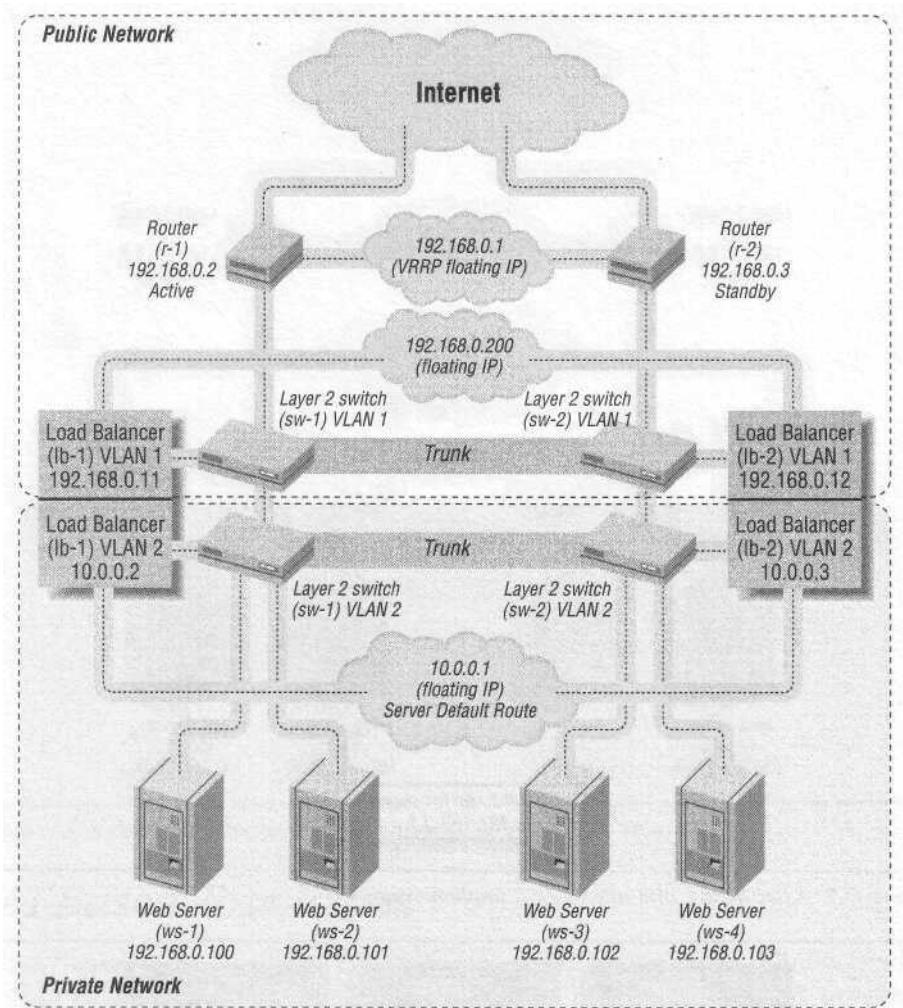 Public Network
Internet
Router
(r-1)
192.168.0.2
Active
192.168.0.1
(VRRP floating IP)
Router
(r-2)
192.168.0.3
Standby
192.168.0.200
(floating IP)
Layer 2 switch
(sw-1) VLAN 1
Layer 2 switch
(sw-2) VLAN 1
Load Balancer
(lb-1) VLAN 1
192.168.0.11
Trunk
Load Balancer
(lb-2) VLAN 1
192.168.0.12
Load Balancer
(lb-1) VLAN 2
10.0.0.2
Trunk
Load Balancer
(lb-2) VLAN 2
10.0.0.3
Layer 2 switch
(sw-1) VLAN 2
Layer 2 switch
(sw-2) VLAN 2
10.0.0.1
(floating IP)
Server Default Route
Web Server
(ws-1)
192.168.0.100
Web Server
(ws-2)
192.168.0.101
Web Server
(ws-3)
192.168.0.102
Web Server
(ws-4)
192.168.0.103
Private Network